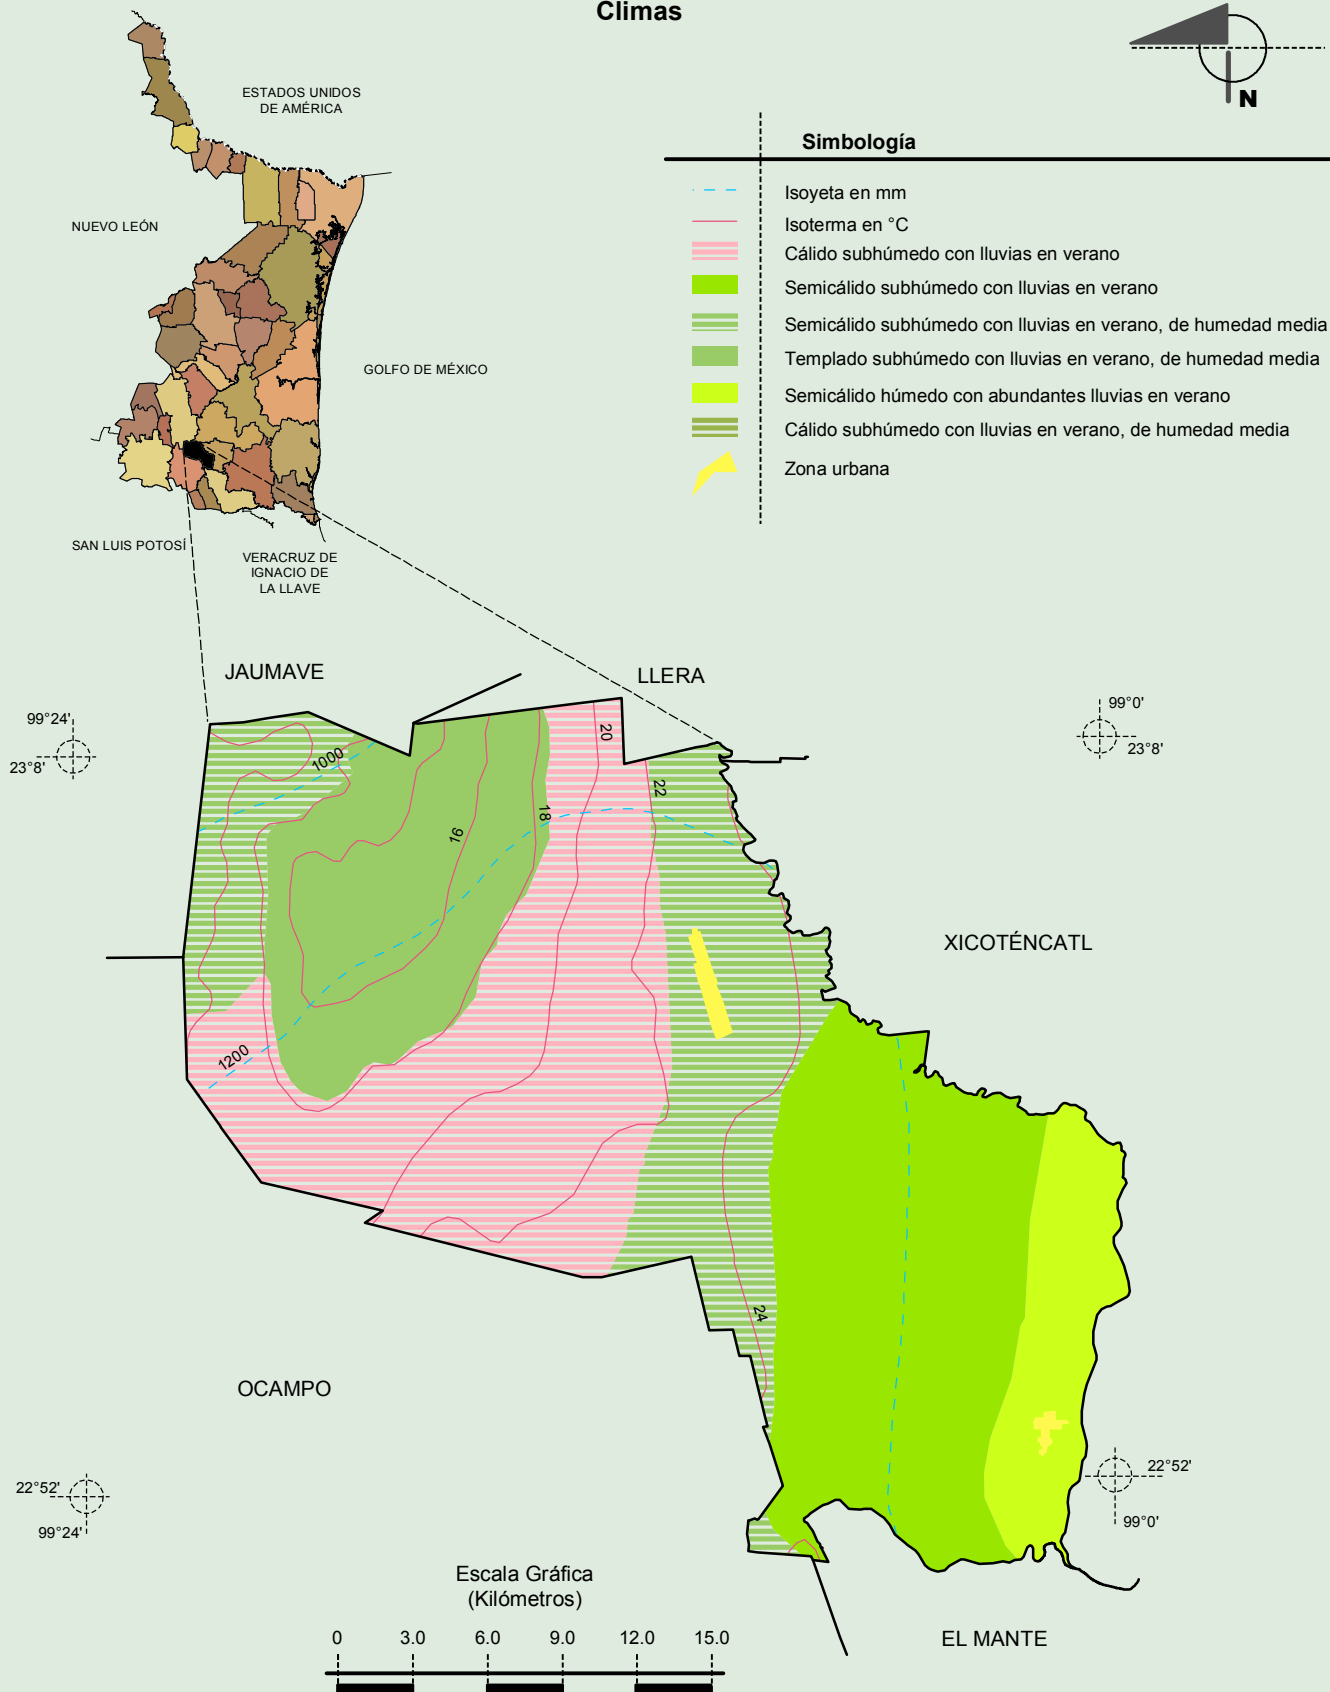 Climas
N
ESTADOS UNIDOS
DE AMÉRICA
NUEVO LEÓN
GOLFO DE MÉXICO
SAN LUIS POTOSÍ
VERACRUZ DE
IGNACIO DE
LA LLAVE
Simbología
Isoyeta en mm
Isoterma en °C
Cálido subhúmedo con lluvias en verano
Semicálido subhúmedo con lluvias en verano
Semicálido subhúmedo con lluvias en verano, de humedad media
Templado subhúmedo con lluvias en verano, de humedad media
Semicálido húmedo con abundantes lluvias en verano
Cálido subhúmedo con lluvias en verano, de humedad media
Zona urbana
JAUMAVE
LLERA
99°24'
23°8'
99°0'
23°8'
1000
20
22
18
16
XICOTÉNCATL
1200
24
OCAMPO
22°52'
99°24'
22°52'
99°0'
Escala Gráfica
(Kilómetros)
0 3.0 6.0 9.0 12.0 15.0
EL MANTE